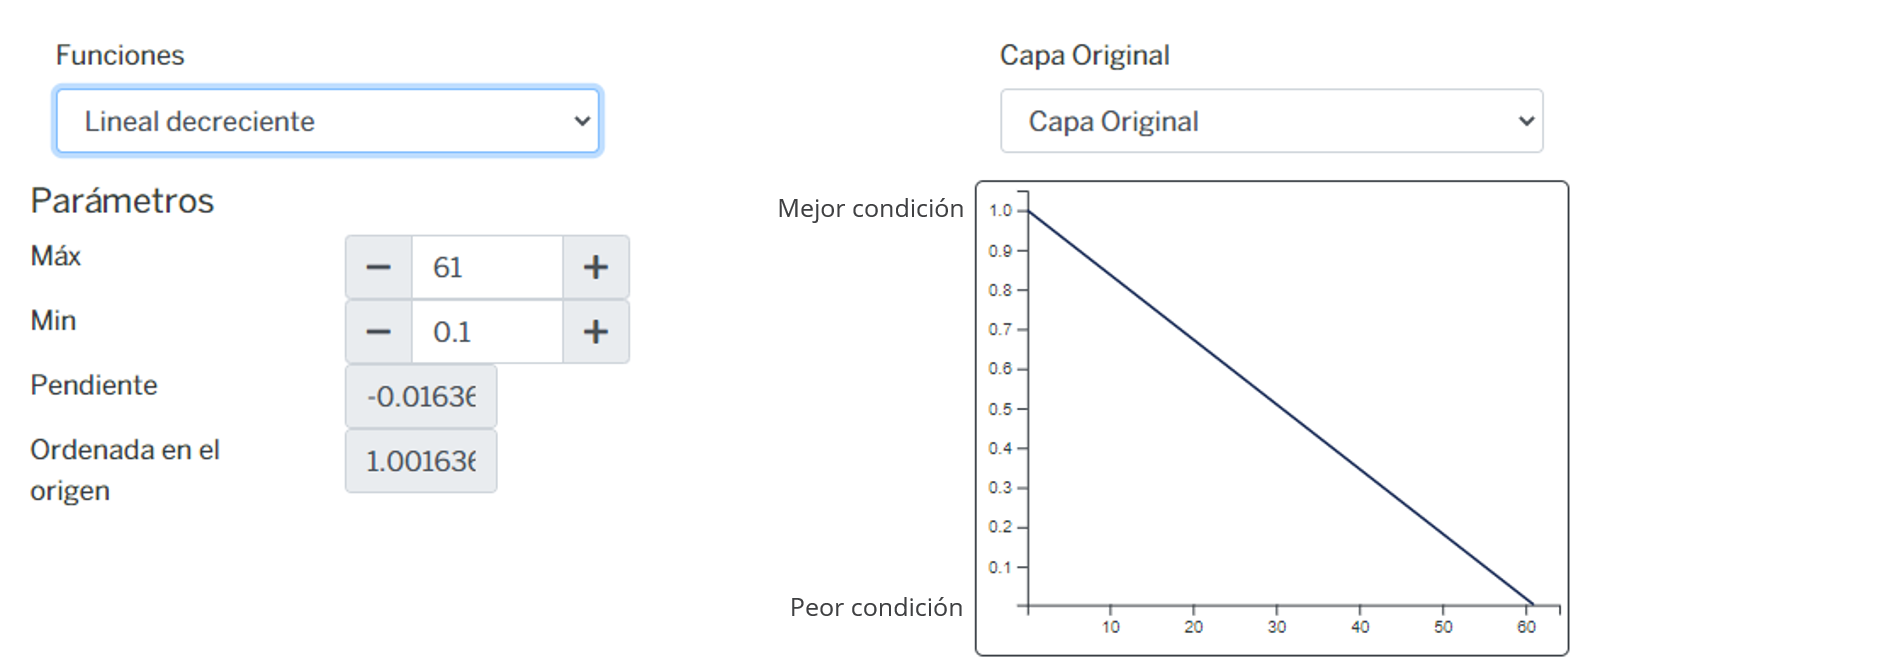 Funciones
Lineal decreciente
Parámetros
Máx
61
Min
0.1
Pendiente
-0.01636
Ordenada en el
origen
1.001636
Capa Original
Capa Original
Mejor condición
Peor condición
1.0
0.9
0.8
0.7
0.6
0.5
0.4
0.3
0.2
0.1
10 20 30 40 50 60